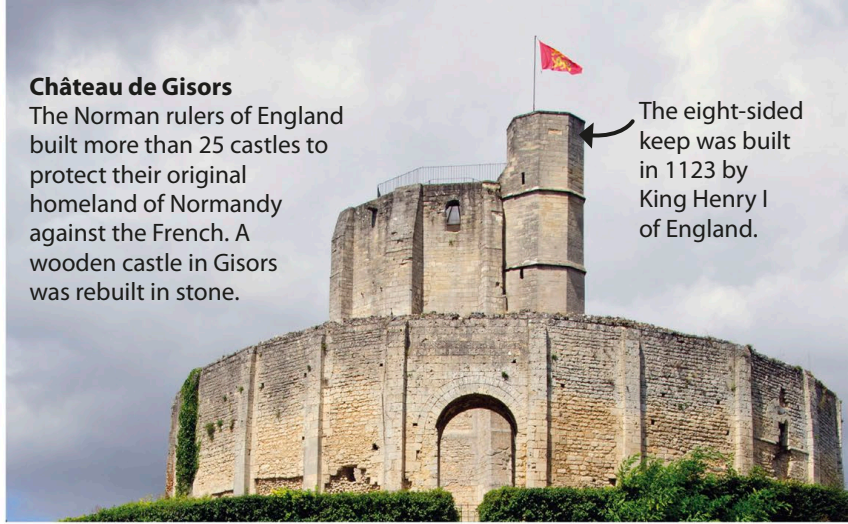 Château de Gisors
The Norman rulers of England
built more than 25 castles to
protect their original
homeland of Normandy
against the French. A
wooden castle in Gisors
was rebuilt in stone.
The eight-sided
keep was built
in 1123 by
King Henry I
of England.